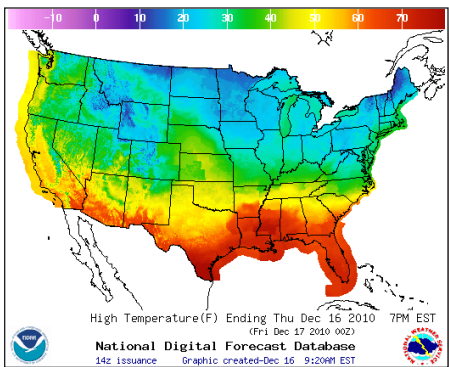 -10 0 10 20 30 40 50 60 70
High Temperature(F) Ending Thu Dec 16 2010 7PM EST
(Fri Dec 17 2010 00Z)
National Digital Forecast Database
14z issuance Graphic created-Dec 16 9:20AM EST
noaa